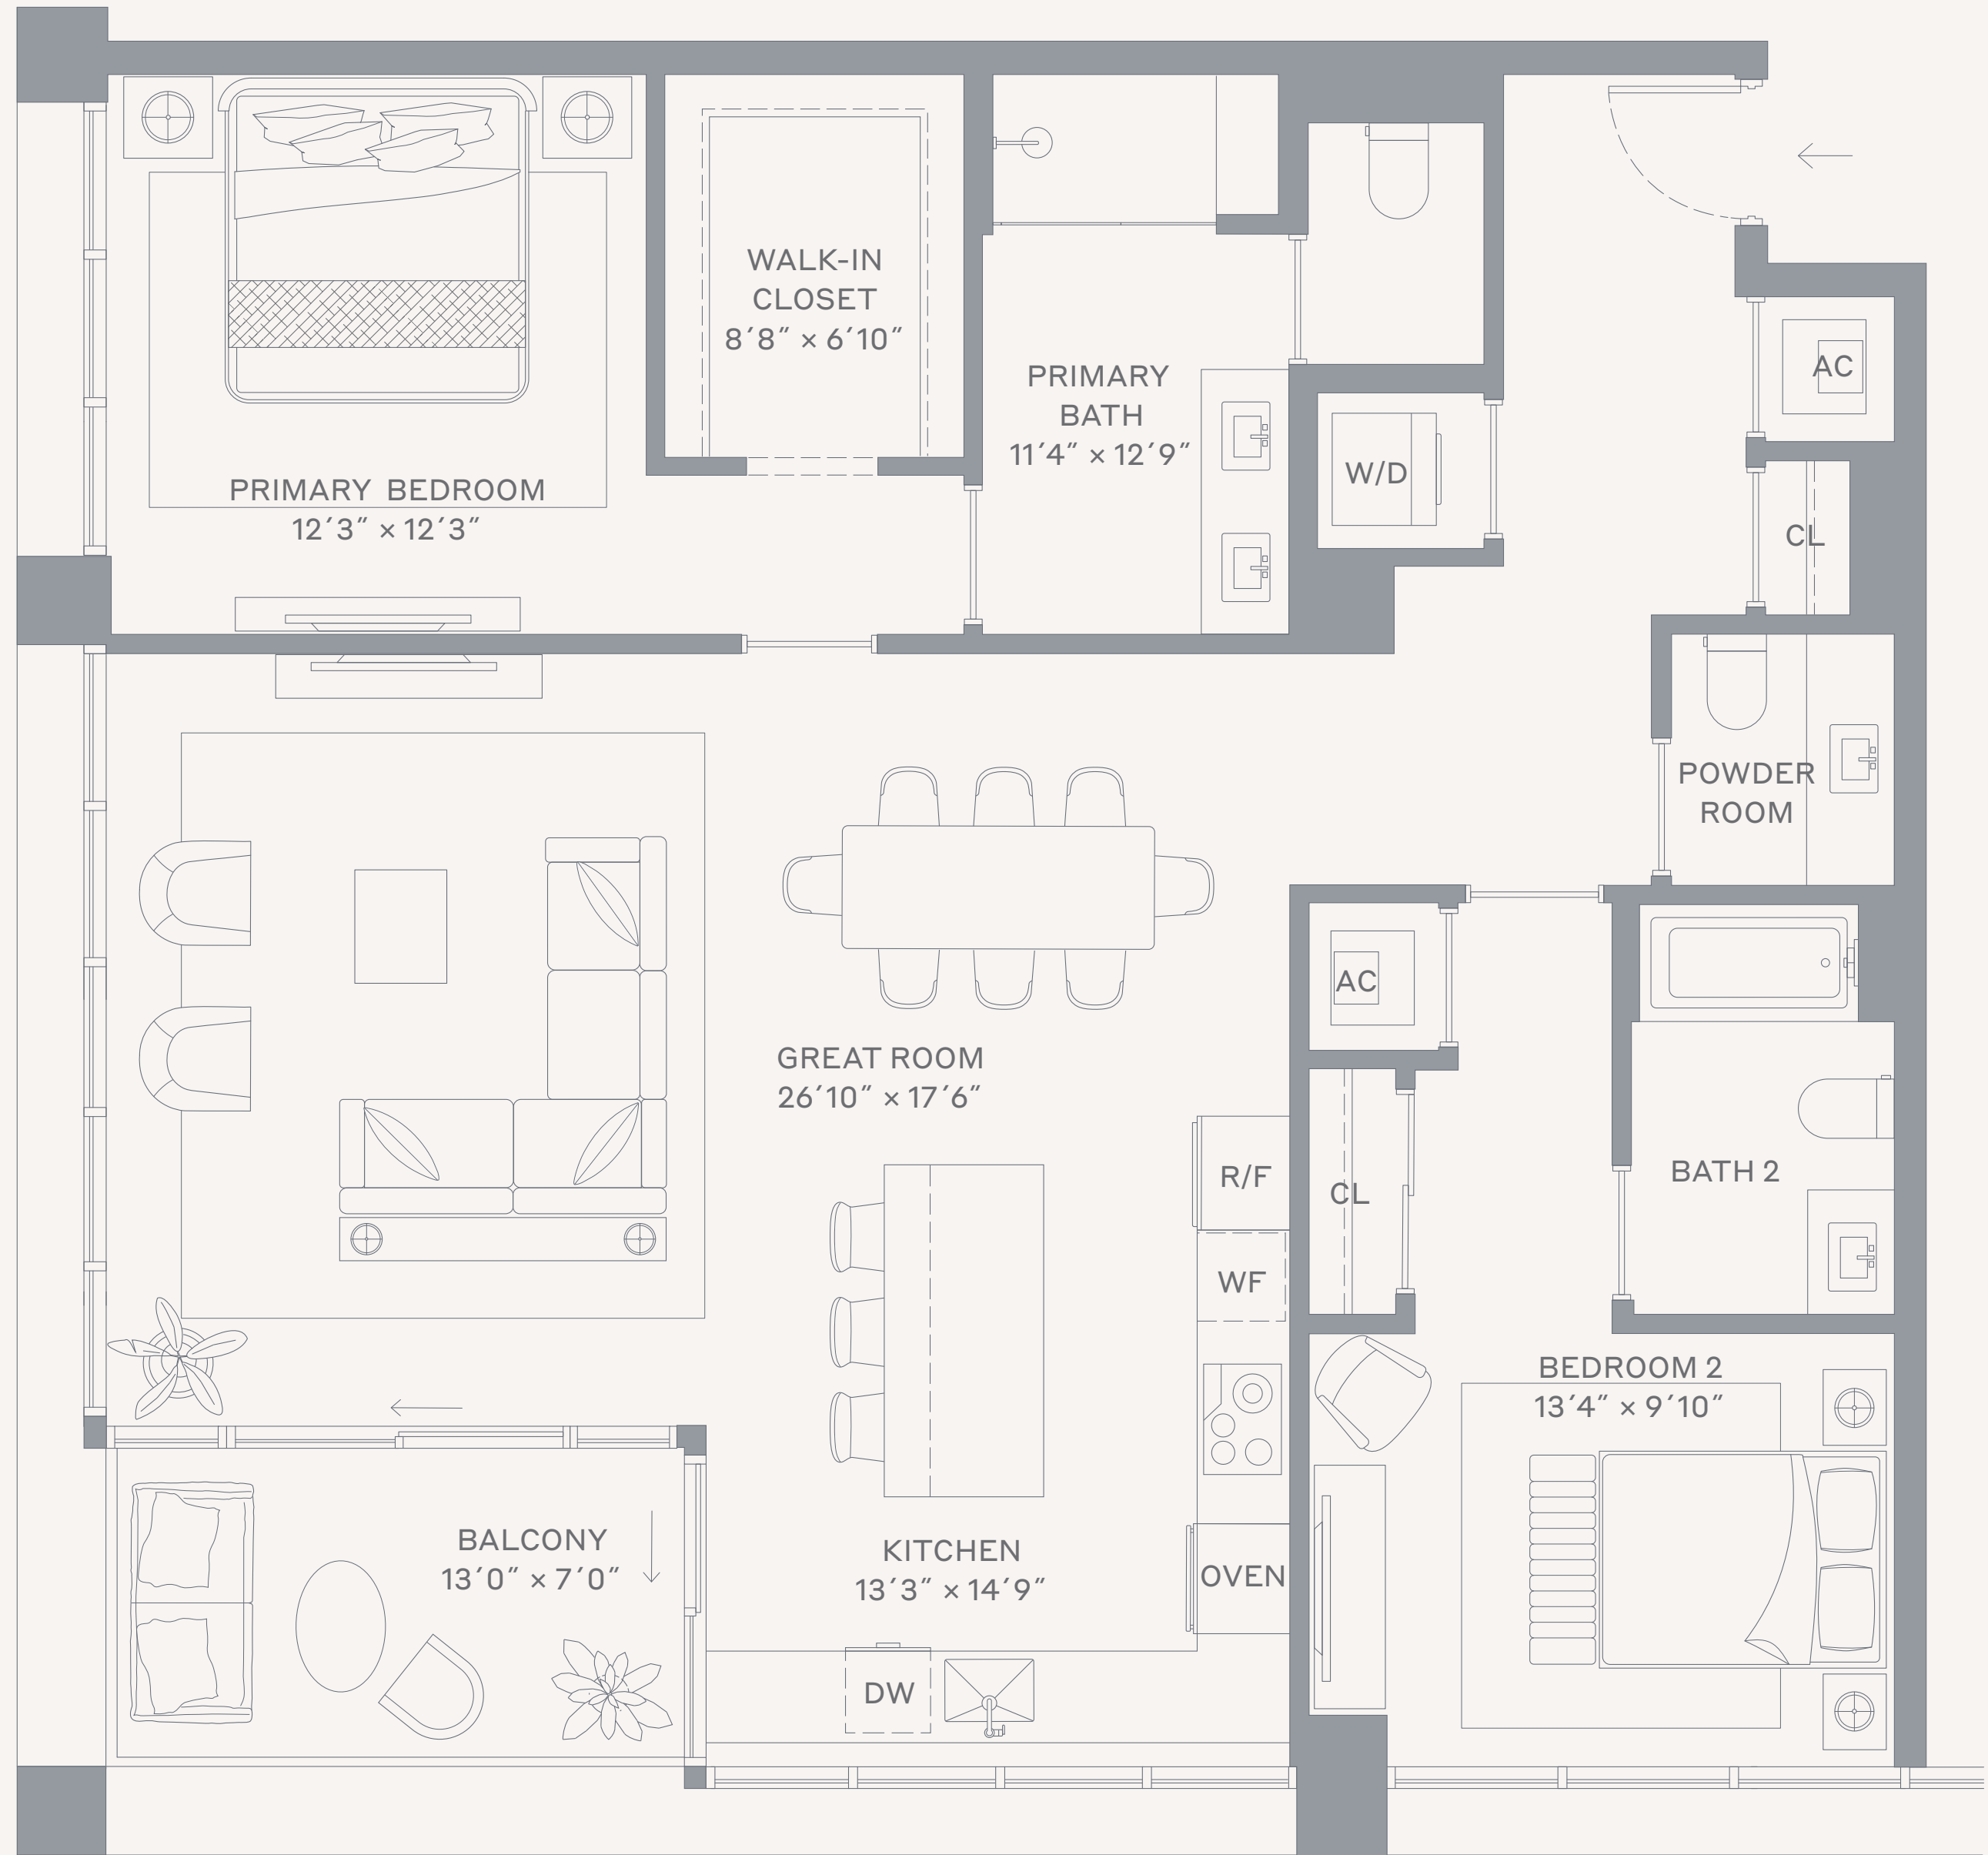 WALK-IN
CLOSET
8′8″ × 6′10″
PRIMARY
BATH
11′4″ × 12′9″
AC
W/D
PRIMARY BEDROOM
12′3″ × 12′3″
CL
POWDER
ROOM
AC
GREAT ROOM
26′10″ × 17′6″
R/F
CL
BATH 2
WF
BEDROOM 2
13′4″ × 9′10″
BALCONY
13′0″ × 7′0″
KITCHEN
13′3″ × 14′9″
OVEN
DW